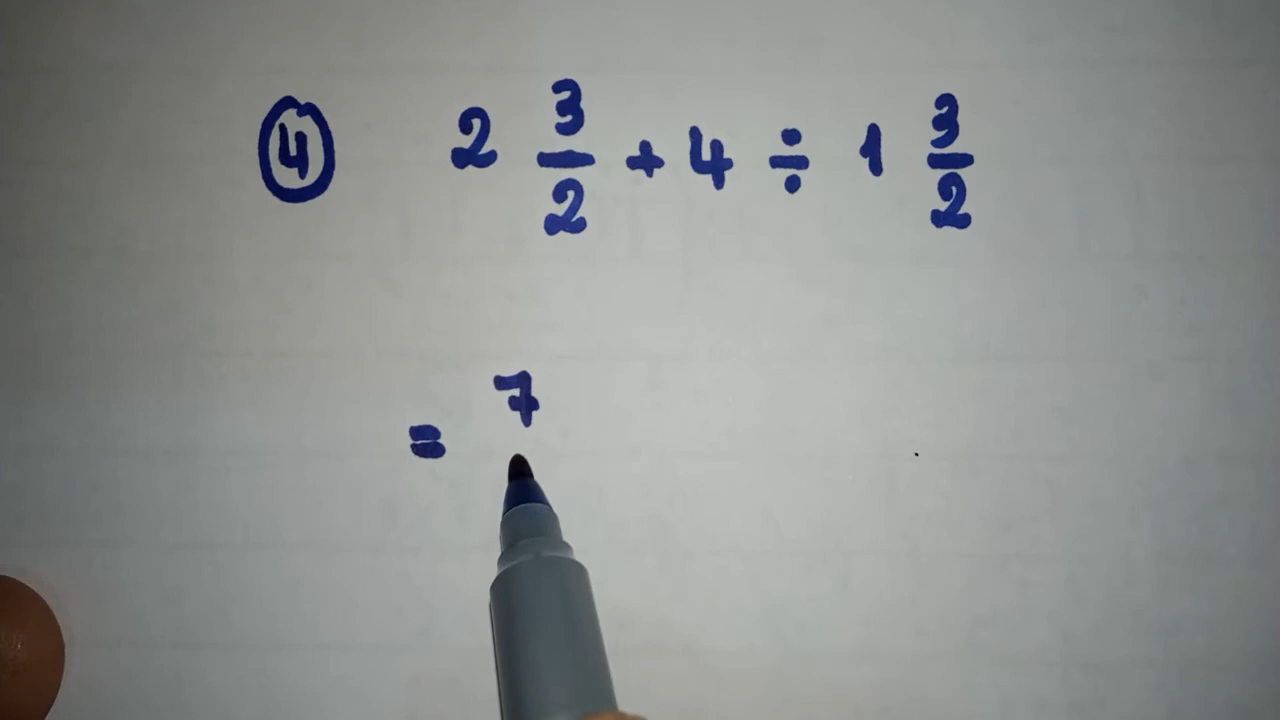 ④ 2 3/2 + 4 ÷ 1 3/2
= 7